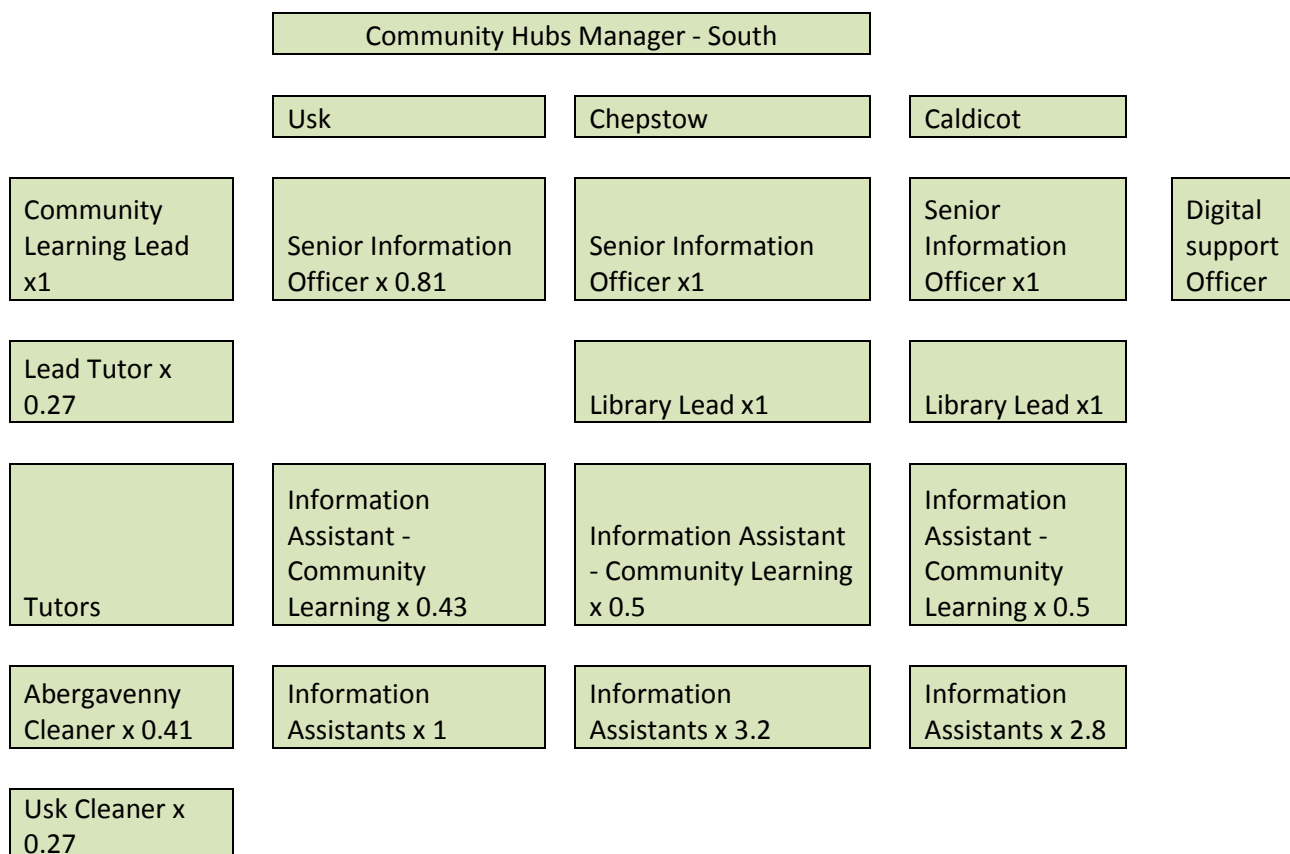 Community Hubs Manager - South
Usk
Chepstow
Caldicot
Community
Learning Lead
x1
Senior Information
Officer x 0.81
Senior Information
Officer x1
Senior
Information
Officer x1
Digital
support
Officer
Lead Tutor x
0.27
Library Lead x1
Library Lead x1
Tutors
Information
Assistant -
Community
Learning x 0.43
Information Assistant
- Community Learning
x 0.5
Information
Assistant -
Community
Learning x 0.5
Abergavenny
Cleaner x 0.41
Information
Assistants x 1
Information
Assistants x 3.2
Information
Assistants x 2.8
Usk Cleaner x
0.27